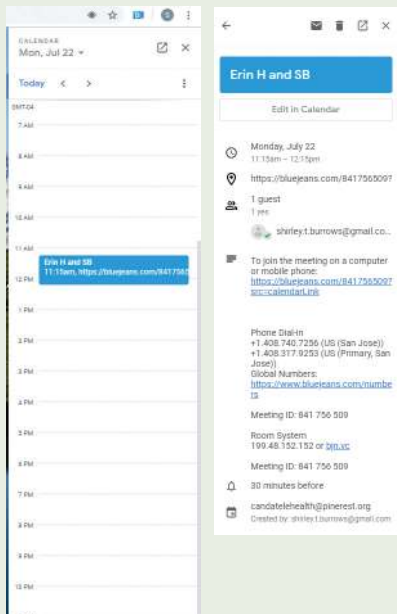 CALENDAR
Mon, Jul 22
Today
GMT-04
7 AM
8 AM
9 AM
10 AM
11 AM
Erin H and SB
11:15am, https://bluejeans.com/8417565
12 PM
1 PM
2 PM
3 PM
4 PM
5 PM
6 PM
7 PM
8 PM
9 PM
10 PM
Erin H and SB
Edit in Calendar
Monday, July 22
11:15am – 12:15pm
https://bluejeans.com/841756509?
1 guest
1 yes
shirley.t.burrows@gmail.co...
To join the meeting on a computer
or mobile phone:
https://bluejeans.com/841756509?
src=calendarLink
Phone Dial-in
+1.408.740.7256 (US (San Jose))
+1.408.317.9253 (US (Primary, San
Jose))
Global Numbers:
https://www.bluejeans.com/numbe
rs
Meeting ID: 841 756 509
Room System
199.48.152.152 or bjn.vc
Meeting ID: 841 756 509
30 minutes before
candatelehealth@pinerest.org
Created by: shirley.t.burrows@gmail.com